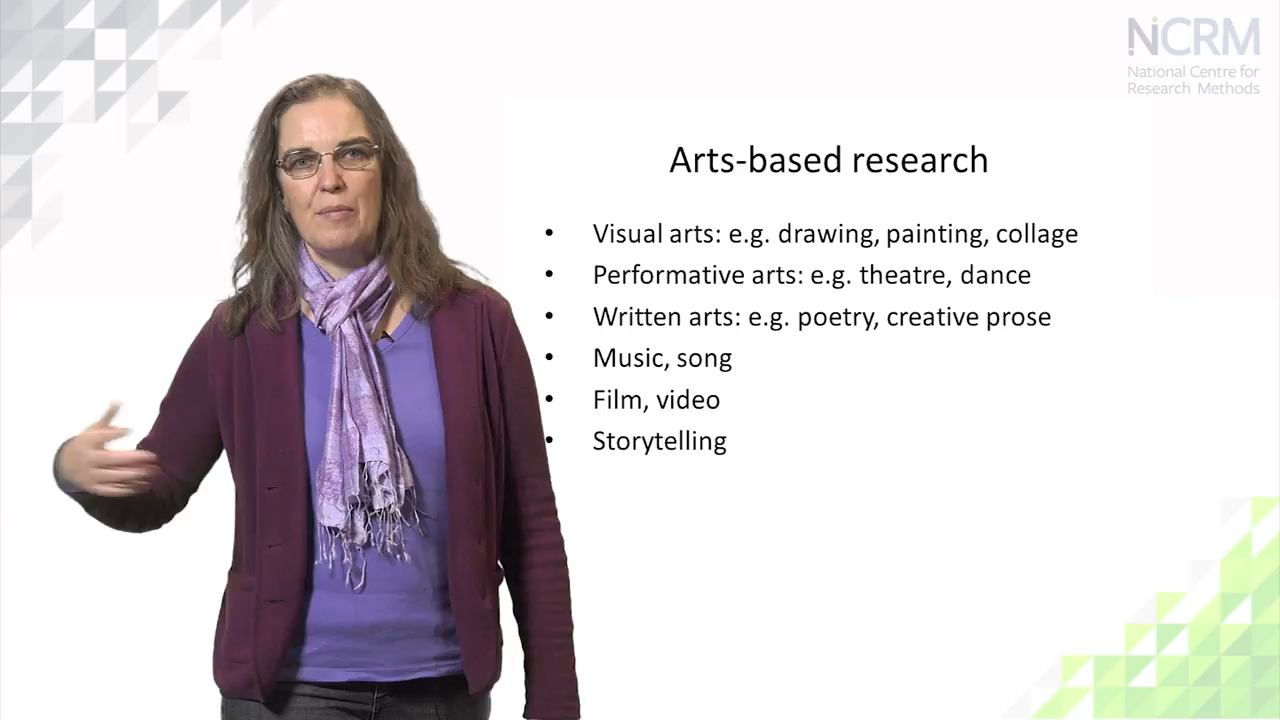 NCRM
National Centre for
Research Methods
Arts-based research
• Visual arts: e.g. drawing, painting, collage
• Performative arts: e.g. theatre, dance
• Written arts: e.g. poetry, creative prose
• Music, song
• Film, video
• Storytelling